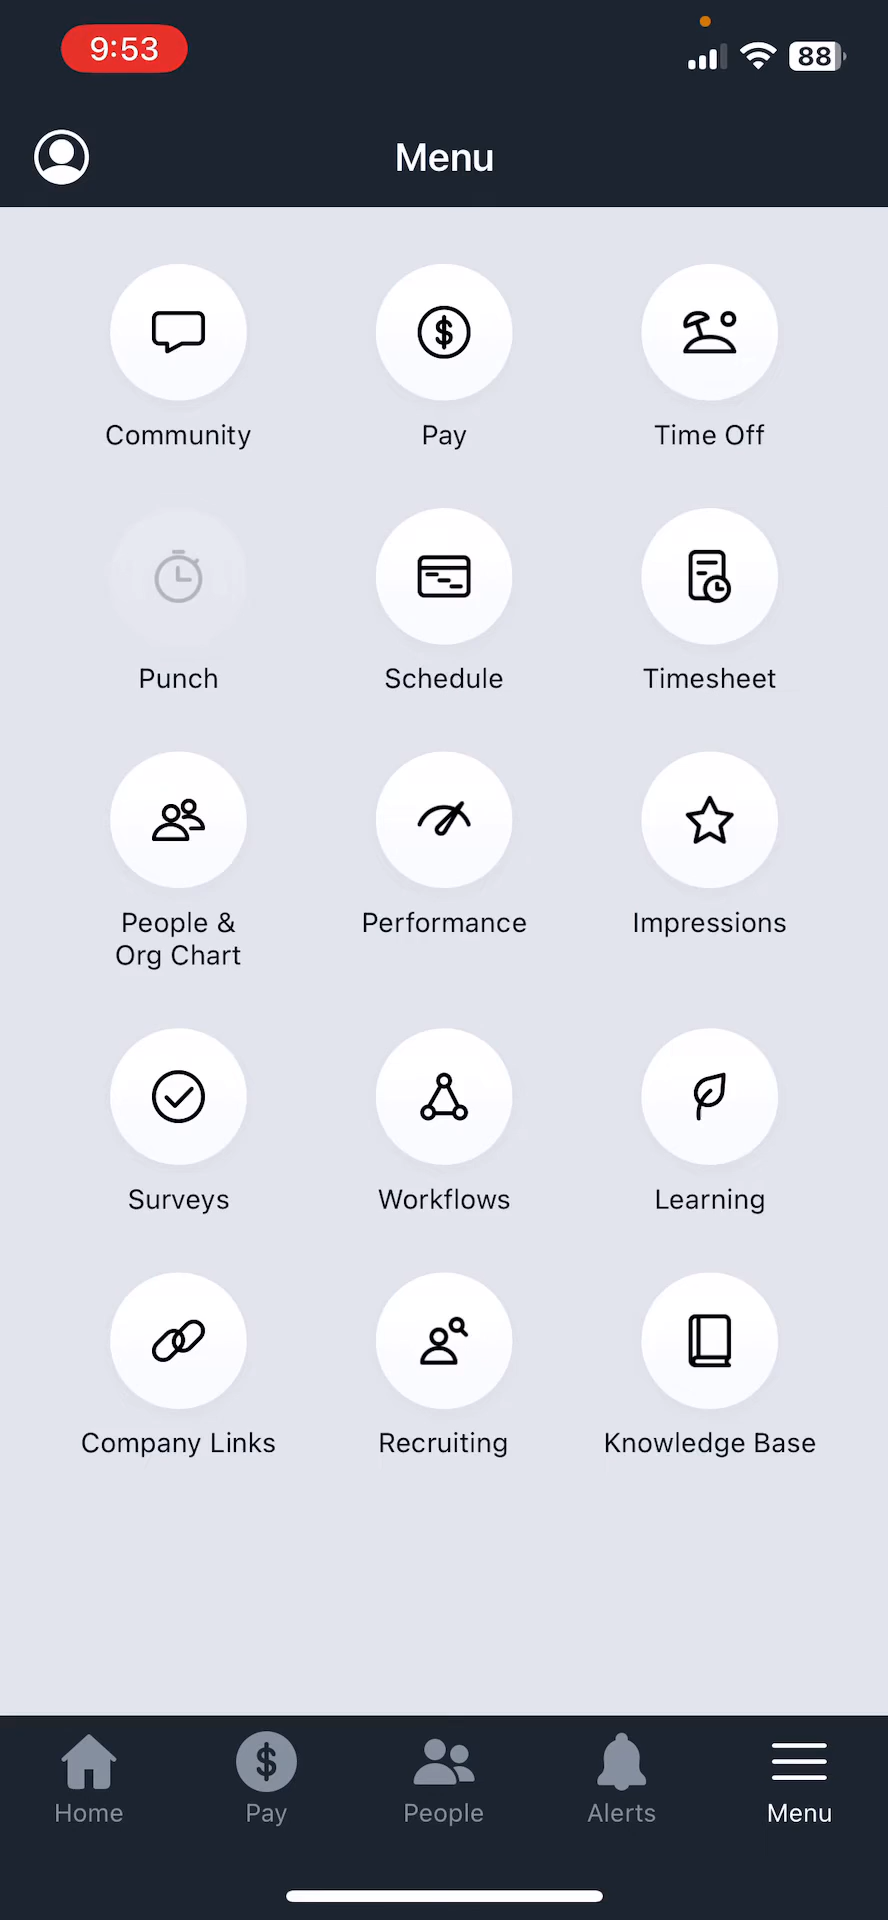 9:53
88
Menu
Community
Pay
Time Off
Punch
Schedule
Timesheet
People &
Org Chart
Performance
Impressions
Surveys
Workflows
Learning
Company Links
Recruiting
Knowledge Base
Home
Pay
People
Alerts
Menu